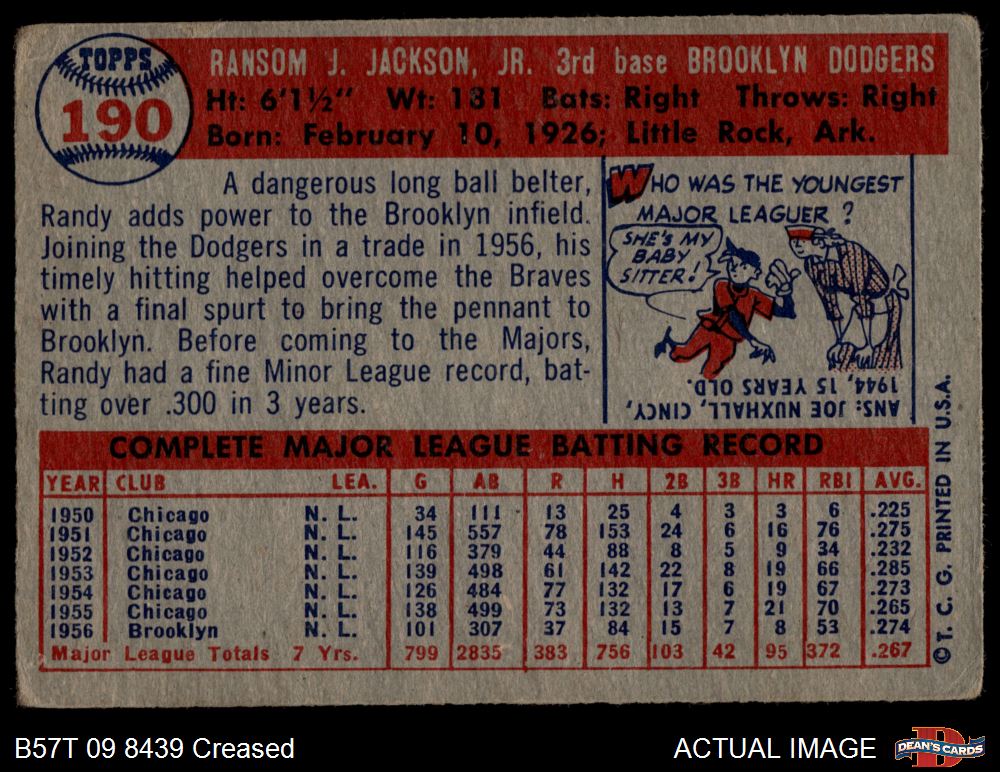 TOPPS
190
RANSOM J. JACKSON, JR. 3rd base BROOKLYN DODGERS
Ht: 6'1½" Wt: 181 Bats: Right Throws: Right
Born: February 10, 1926; Little Rock, Ark.
A dangerous long ball belter,
Randy adds power to the Brooklyn infield.
Joining the Dodgers in a trade in 1956, his
timely hitting helped overcome the Braves
with a final spurt to bring the pennant to
Brooklyn. Before coming to the Majors,
Randy had a fine Minor League record, bat-
ting over .300 in 3 years.
WHO WAS THE YOUNGEST
MAJOR LEAGUER ?
SHE'S MY
BABY
SITTER!
ANS: JOE NUXHALL, CINCY,
1944, 15 YEARS OLD.
COMPLETE MAJOR LEAGUE BATTING RECORD
YEAR CLUB LEA. G AB R H 2B 3B HR RBI AVG.
1950 Chicago N. L. 34 111 13 25 4 3 3 6 .225
1951 Chicago N. L. 145 557 78 153 24 6 16 76 .275
1952 Chicago N. L. 116 379 44 88 8 5 9 34 .232
1953 Chicago N. L. 139 498 61 142 22 8 19 66 .285
1954 Chicago N. L. 126 484 77 132 17 6 19 67 .273
1955 Chicago N. L. 138 499 73 132 13 7 21 70 .265
1956 Brooklyn N. L. 101 307 37 84 15 7 8 53 .274
Major League Totals 7 Yrs. 799 2835 383 756 103 42 95 372 .267
© T. C. G. PRINTED IN U.S.A.
B57T 09 8439 Creased
ACTUAL IMAGE
DEAN'S CARDS